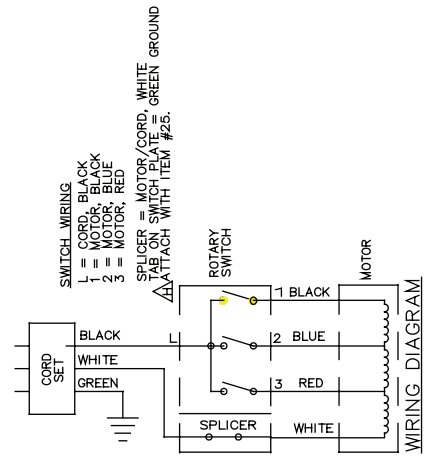 SWITCH WIRING
L = CORD, BLACK
1 = MOTOR, BLACK
2 = MOTOR, BLUE
3 = MOTOR, RED
SPLICER = MOTOR/CORD, WHITE
TAB ON SWITCH PLATE = GREEN GROUND
ATTACH WITH ITEM #25.
ROTARY
SWITCH
MOTOR
1 BLACK
BLACK
L
2 BLUE
CORD
SET
WHITE
GREEN
3 RED
SPLICER
WHITE
WIRING DIAGRAM